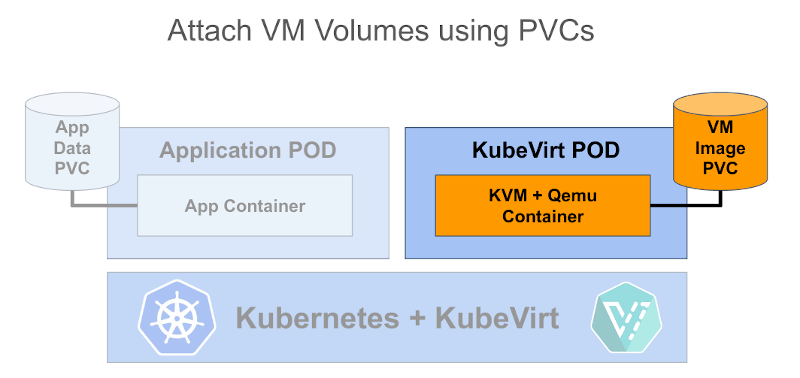 Attach VM Volumes using PVCs
App
Data
PVC
Application POD
App Container
KubeVirt POD
KVM + Qemu
Container
VM
Image
PVC
Kubernetes + KubeVirt